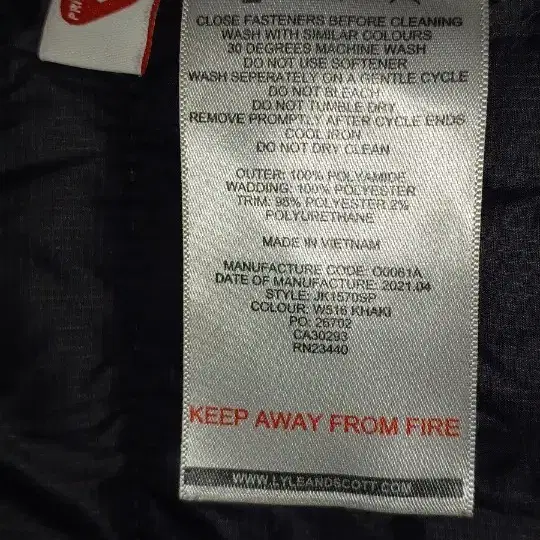 PRI
CLOSE FASTENERS BEFORE CLEANING
WASH WITH SIMILAR COLOURS
30 DEGREES MACHINE WASH
DO NOT USE SOFTENER
WASH SEPERATELY ON A GENTLE CYCLE
DO NOT BLEACH
DO NOT TUMBLE DRY
REMOVE PROMPTLY AFTER CYCLE ENDS
COOL IRON
DO NOT DRY CLEAN
OUTER: 100% POLYAMIDE
WADDING: 100% POLYESTER
TRIM: 98% POLYESTER 2%
POLYURETHANE
MADE IN VIETNAM
MANUFACTURE CODE: O0061A
DATE OF MANUFACTURE: 2021.04
STYLE: JK1570SP
COLOUR: W516 KHAKI
PO: 26702
CA30293
RN23440
KEEP AWAY FROM FIRE
WWW.LYLEANDSCOTT.COM